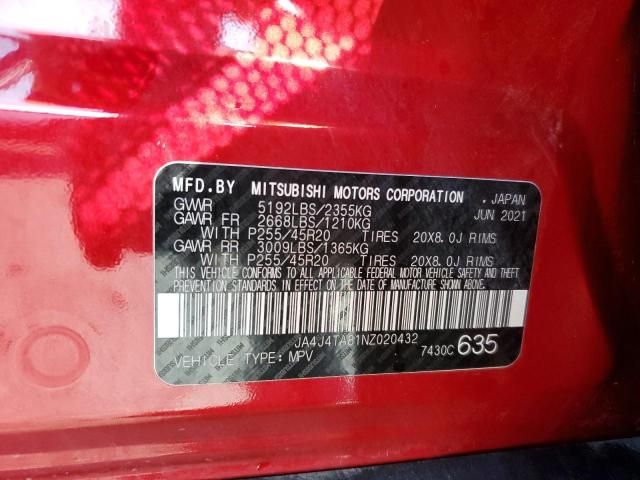 MFD.BY MITSUBISHI MOTORS CORPORATION , JAPAN
GVWR 5192LBS/2355KG JUN 2021
GAWR FR 2668LBS/1210KG
WITH P255/45R20 TIRES 20X8.0J RIMS
GAWR RR 3009LBS/1365KG
WITH P255/45R20 TIRES 20X8.0J RIMS
THIS VEHICLE CONFORMS TO ALL APPLICABLE FEDERAL MOTOR VEHICLE SAFETY AND THEFT
PREVENTION STANDARDS IN EFFECT ON THE DATE OF MANUFACTURE SHOWN ABOVE.
JA4J4TA81NZ020432
VEHICLE TYPE: MPV 7430C 635